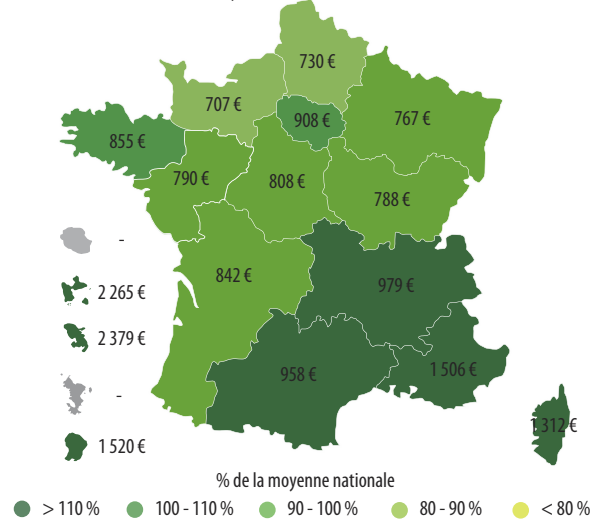 730 €
707 €
908 €
767 €
855 €
790 €
808 €
788 €
-
842 €
979 €
2 265 €
2 379 €
958 €
1 506 €
-
1 312 €
1 520 €
% de la moyenne nationale
> 110 % 100 - 110 % 90 - 100 % 80 - 90 % < 80 %